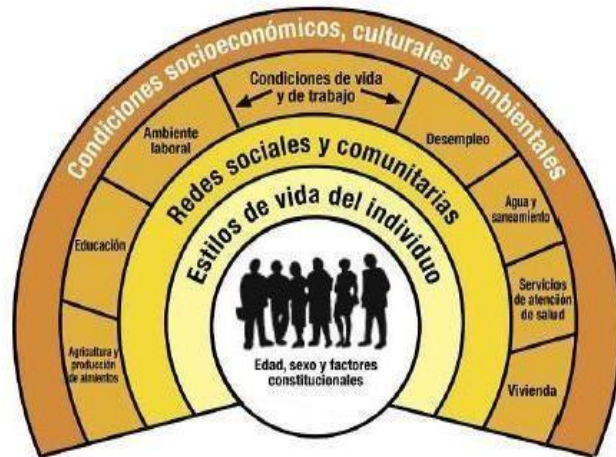 Condiciones socioeconómicos, culturales y ambientales
Condiciones de vida
y de trabajo
Ambiente
laboral
Desempleo
Educación
Agua y
saneamiento
Agricultura y
producción
de alimientos
Servicios
de atención
de salud
Vivienda
Redes sociales y comunitarias
Estilos de vida del individuo
Edad, sexo y factores
constitucionales